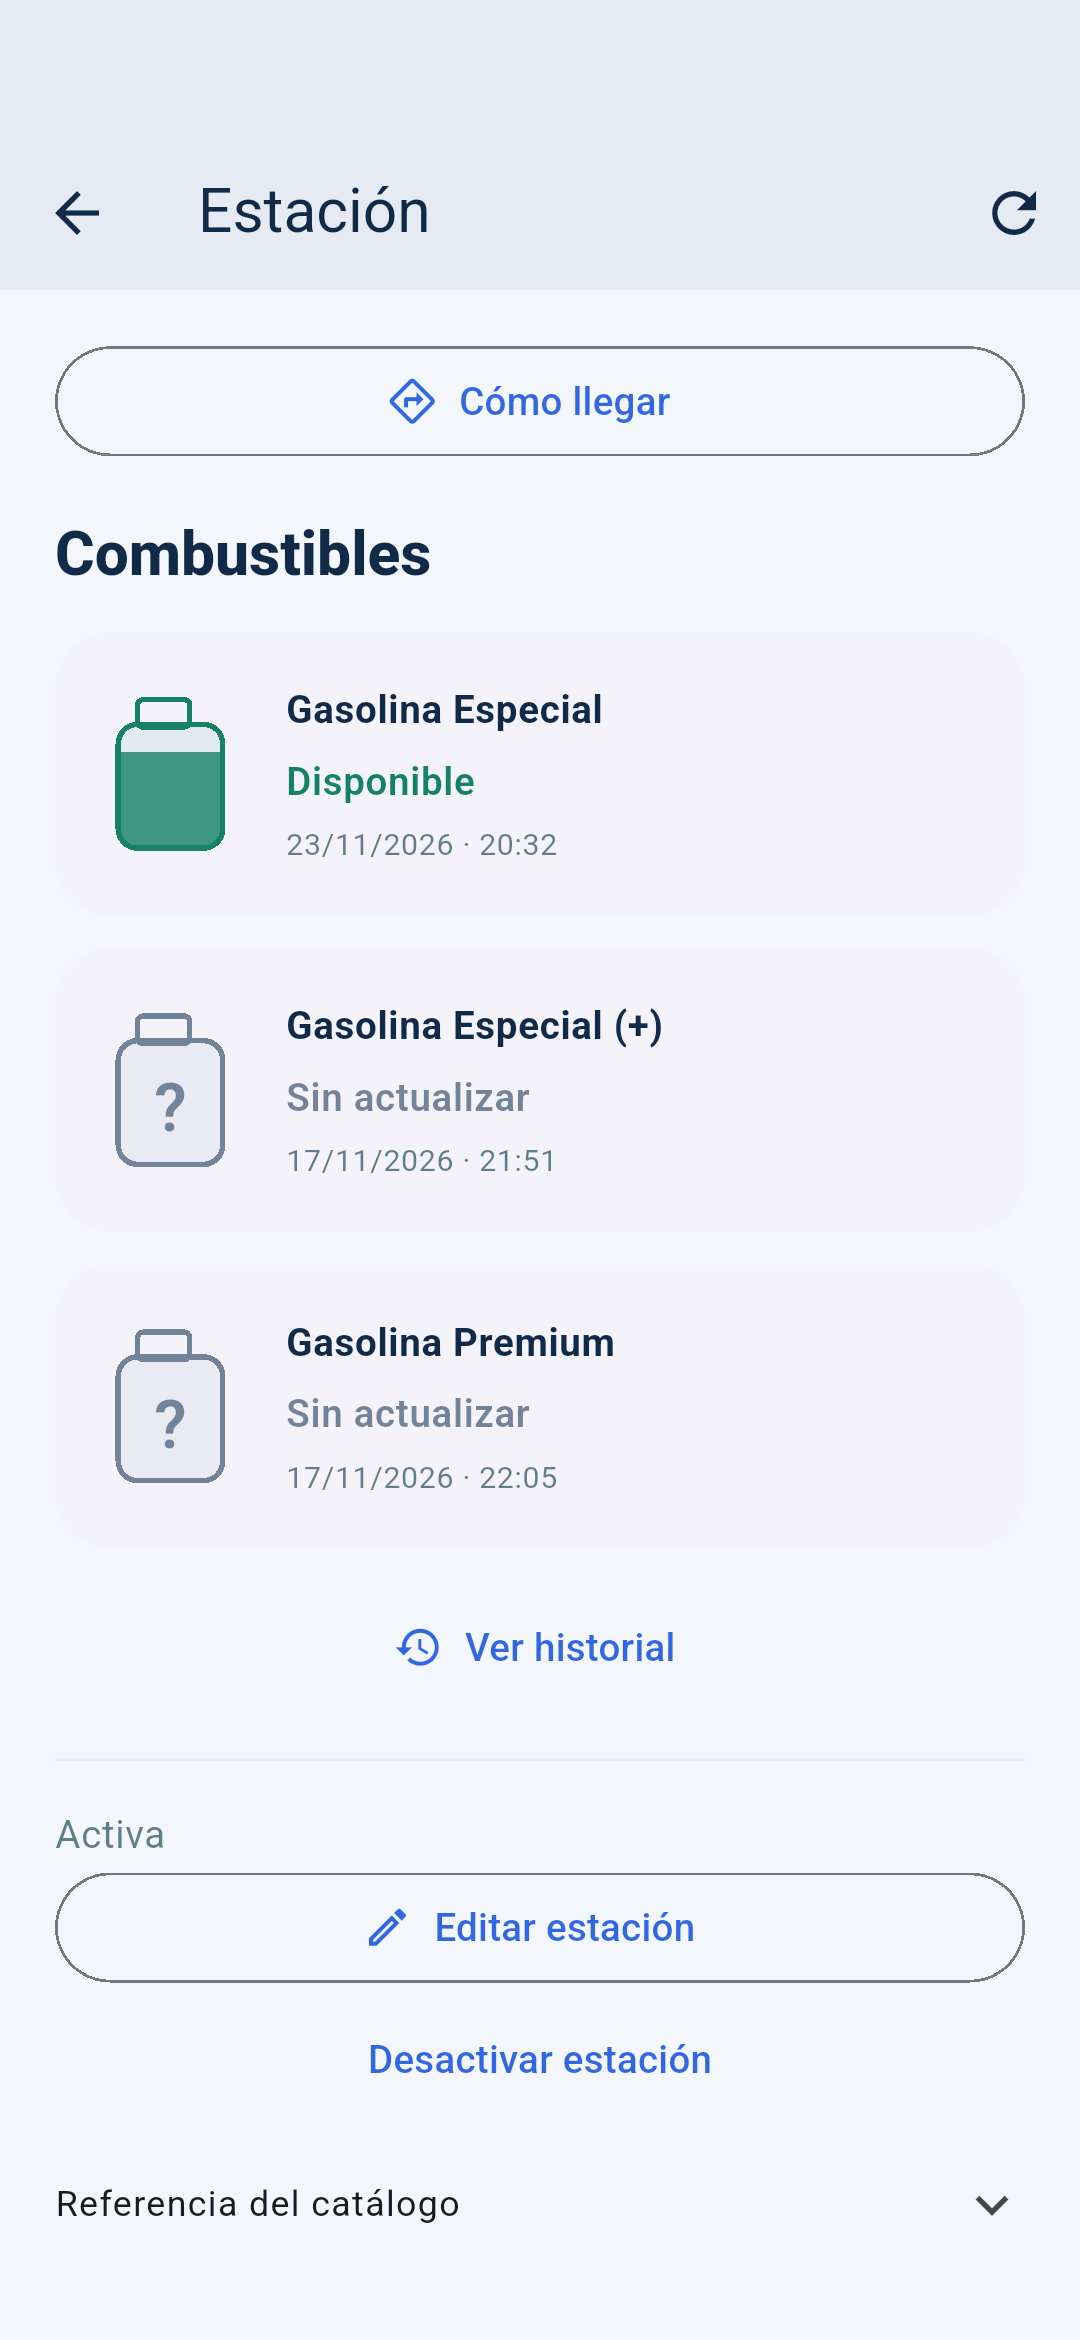 Estación
Cómo llegar
Combustibles
Gasolina Especial
Disponible
23/11/2026 · 20:32
?
Gasolina Especial (+)
Sin actualizar
17/11/2026 · 21:51
?
Gasolina Premium
Sin actualizar
17/11/2026 · 22:05
Ver historial
Activa
Editar estación
Desactivar estación
Referencia del catálogo